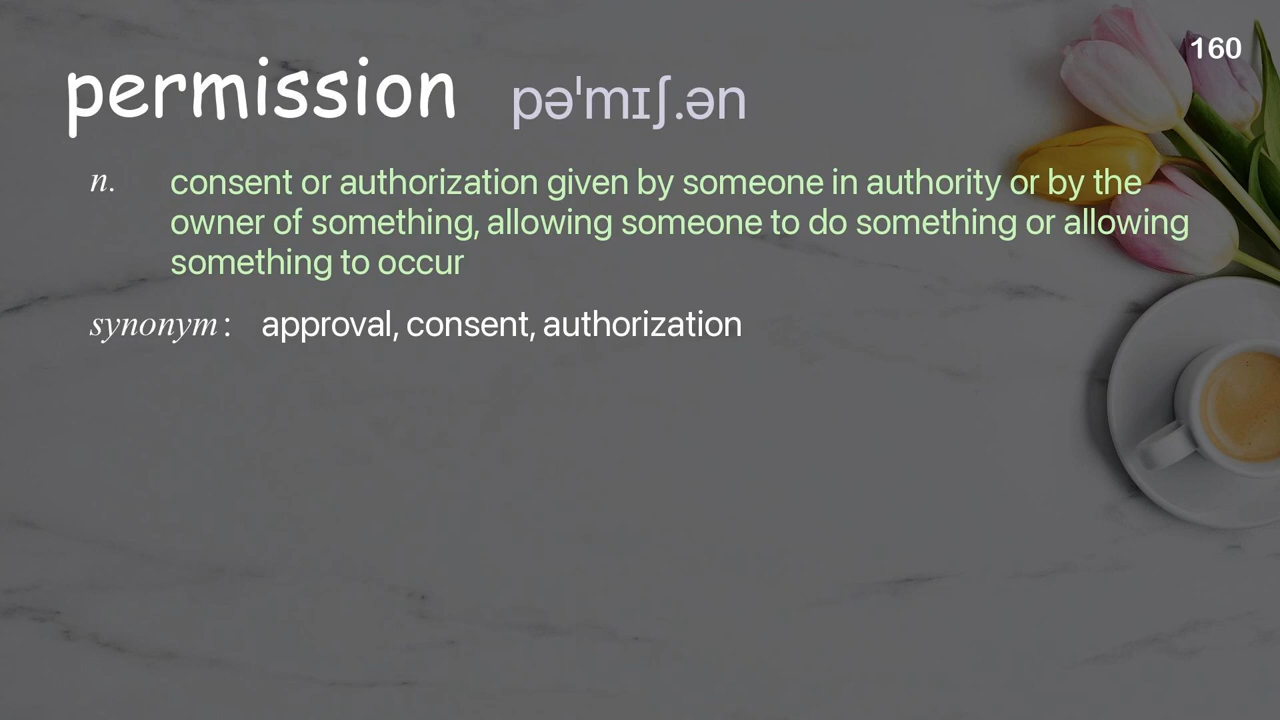 160
permission pəˈmɪʃ.ən
n. consent or authorization given by someone in authority or by the
owner of something, allowing someone to do something or allowing
something to occur
synonym: approval, consent, authorization